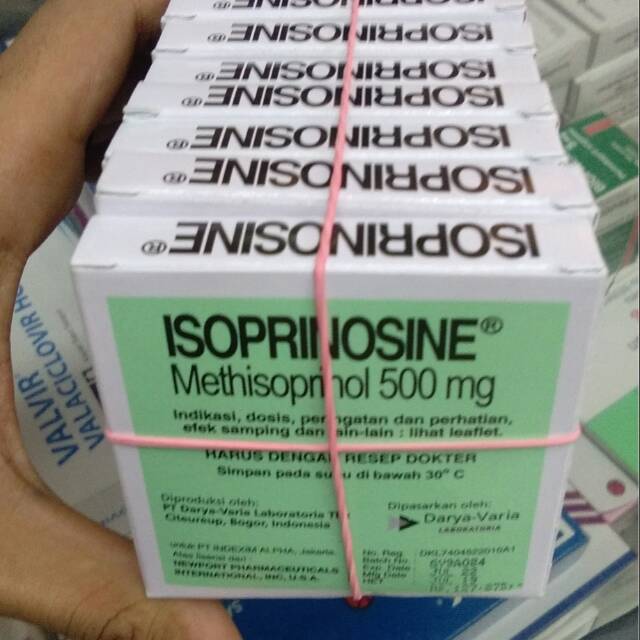 ISOPRINOSINE®
ISOPRINOSINE®
ISOPRINOSINE®
ISOPRINOSINE®
ISOPRINOSINE®
ISOPRINOSINE®
ISOPRINOSINE®
Methisoprinol 500 mg
Indikasi, dosis, peringatan dan perhatian,
efek samping dan lain-lain : lihat leaflet.
HARUS DENGAN RESEP DOKTER
Simpan pada suhu di bawah 30° C
Diproduksi oleh:
PT Darya-Varia Laboratoria
Citeureup, Bogor, Indonesia
untuk PT INDEXIM ALPHA, Jakarta
Atas lisensi dari
NEWPORT PHARMACEUTICALS
INTERNATIONAL, INC, U.S.A.
Dipasarkan oleh:
Darya-Varia
LABORATORIA
No. Reg. DKL7404522010A1
Batch No.
Exp. Date
Mfg Date
HET
VALVIR
VALACICLOVIR